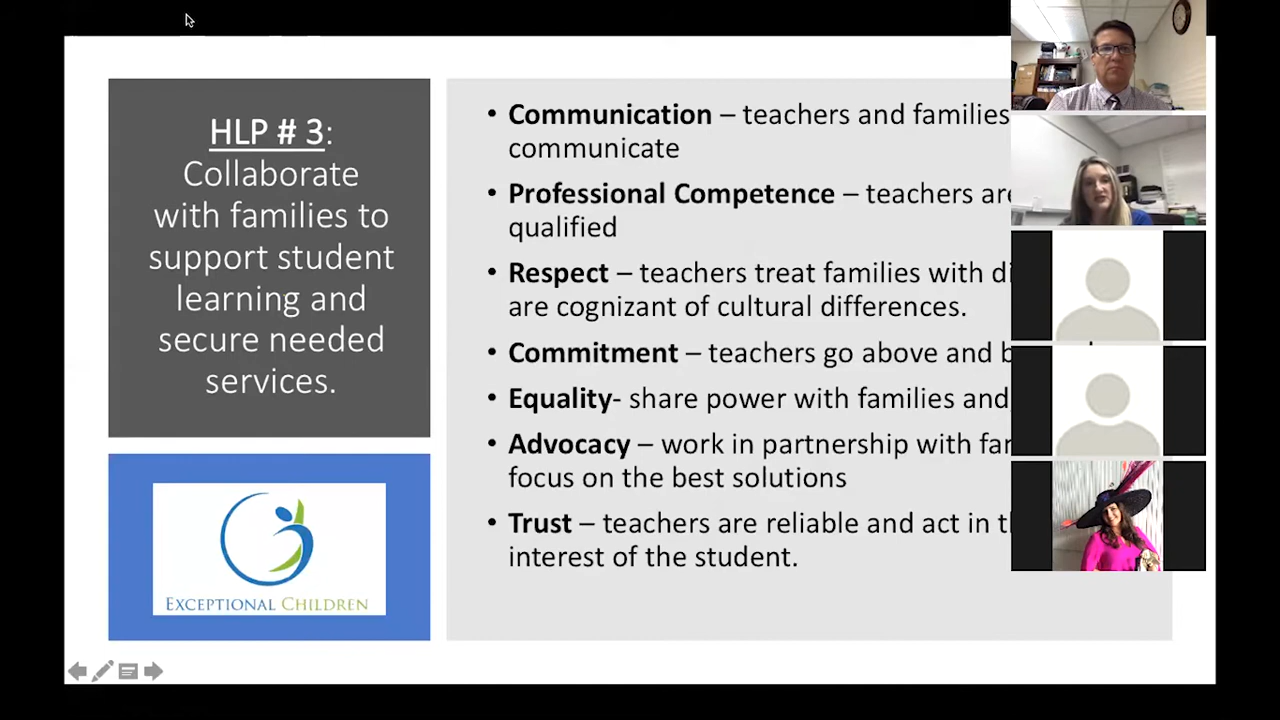 HLP # 3:
Collaborate
with families to
support student
learning and
secure needed
services.
EXCEPTIONAL CHILDREN
• Communication – teachers and families
communicate
• Professional Competence – teachers are
qualified
• Respect – teachers treat families with
are cognizant of cultural differences.
• Commitment – teachers go above and
• Equality- share power with families and
• Advocacy – work in partnership with
focus on the best solutions
• Trust – teachers are reliable and act in
interest of the student.